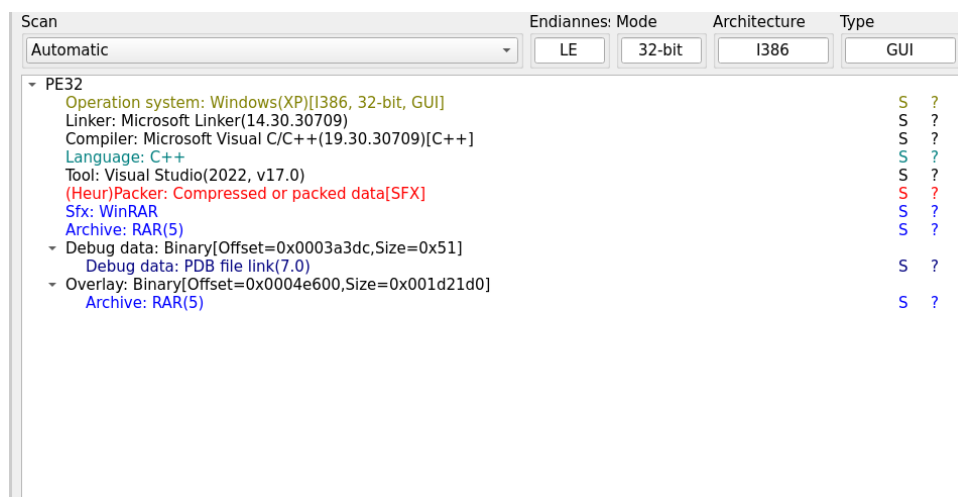 Scan Endiannes: Mode Architecture Type
Automatic LE 32-bit I386 GUI
PE32
Operation system: Windows(XP)[I386, 32-bit, GUI] S ?
Linker: Microsoft Linker(14.30.30709) S ?
Compiler: Microsoft Visual C/C++(19.30.30709)[C++] S ?
Language: C++ S ?
Tool: Visual Studio(2022, v17.0) S ?
(Heur)Packer: Compressed or packed data[SFX] S ?
Sfx: WinRAR S ?
Archive: RAR(5) S ?
Debug data: Binary[Offset=0x0003a3dc,Size=0x51]
Debug data: PDB file link(7.0) S ?
Overlay: Binary[Offset=0x0004e600,Size=0x001d21d0]
Archive: RAR(5) S ?